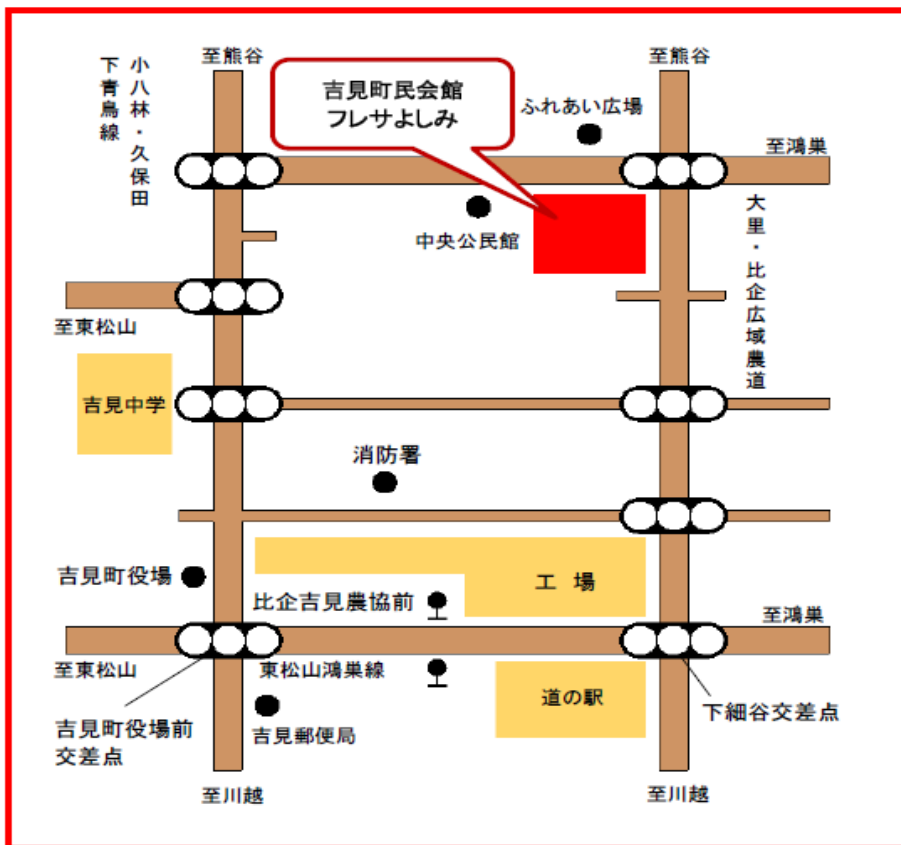 至熊谷
至熊谷
小八林・久保田
下青鳥線
吉見町民会館
フレサよしみ
ふれあい広場
至鴻巣
中央公民館
大里・比企広域農道
至東松山
吉見中学
消防署
吉見町役場
工場
比企吉見農協前
至鴻巣
至東松山
東松山鴻巣線
道の駅
下細谷交差点
吉見町役場前
交差点
吉見郵便局
至川越
至川越